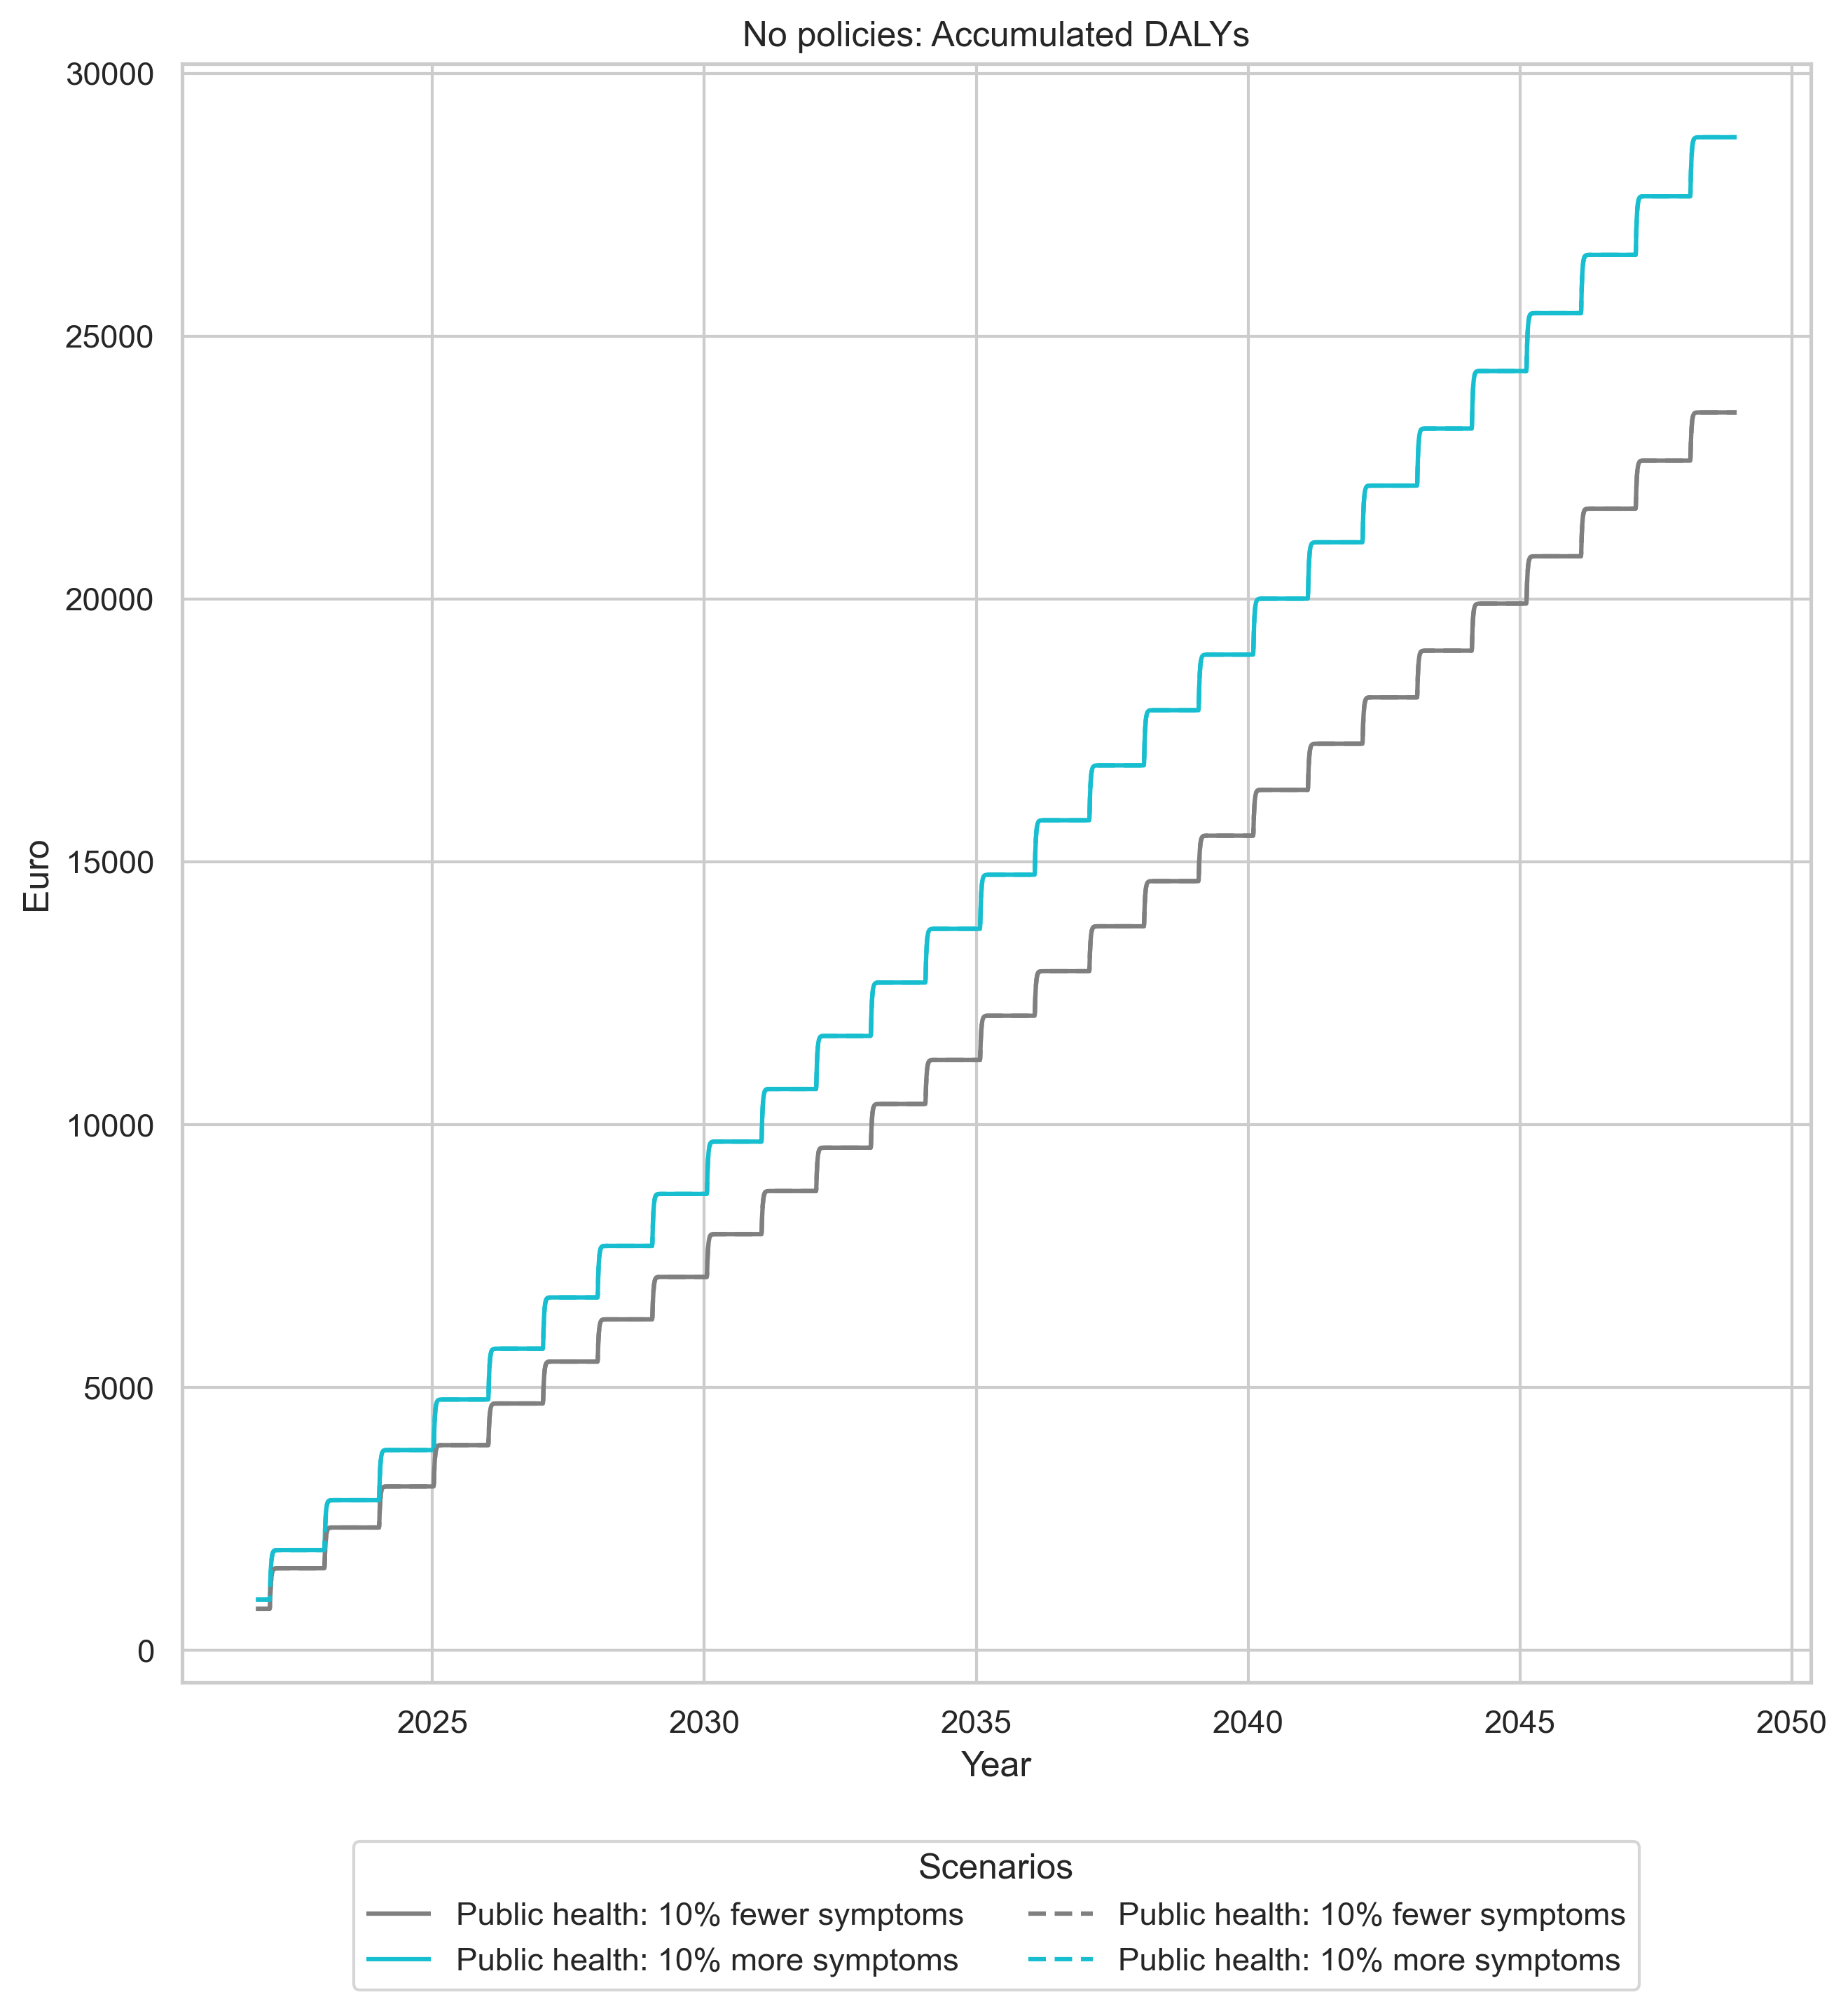 No policies: Accumulated DALYs
30000
25000
20000
15000
10000
5000
0
Euro
2025 2030 2035 2040 2045 2050
Year
Scenarios
Public health: 10% fewer symptoms Public health: 10% fewer symptoms
Public health: 10% more symptoms Public health: 10% more symptoms